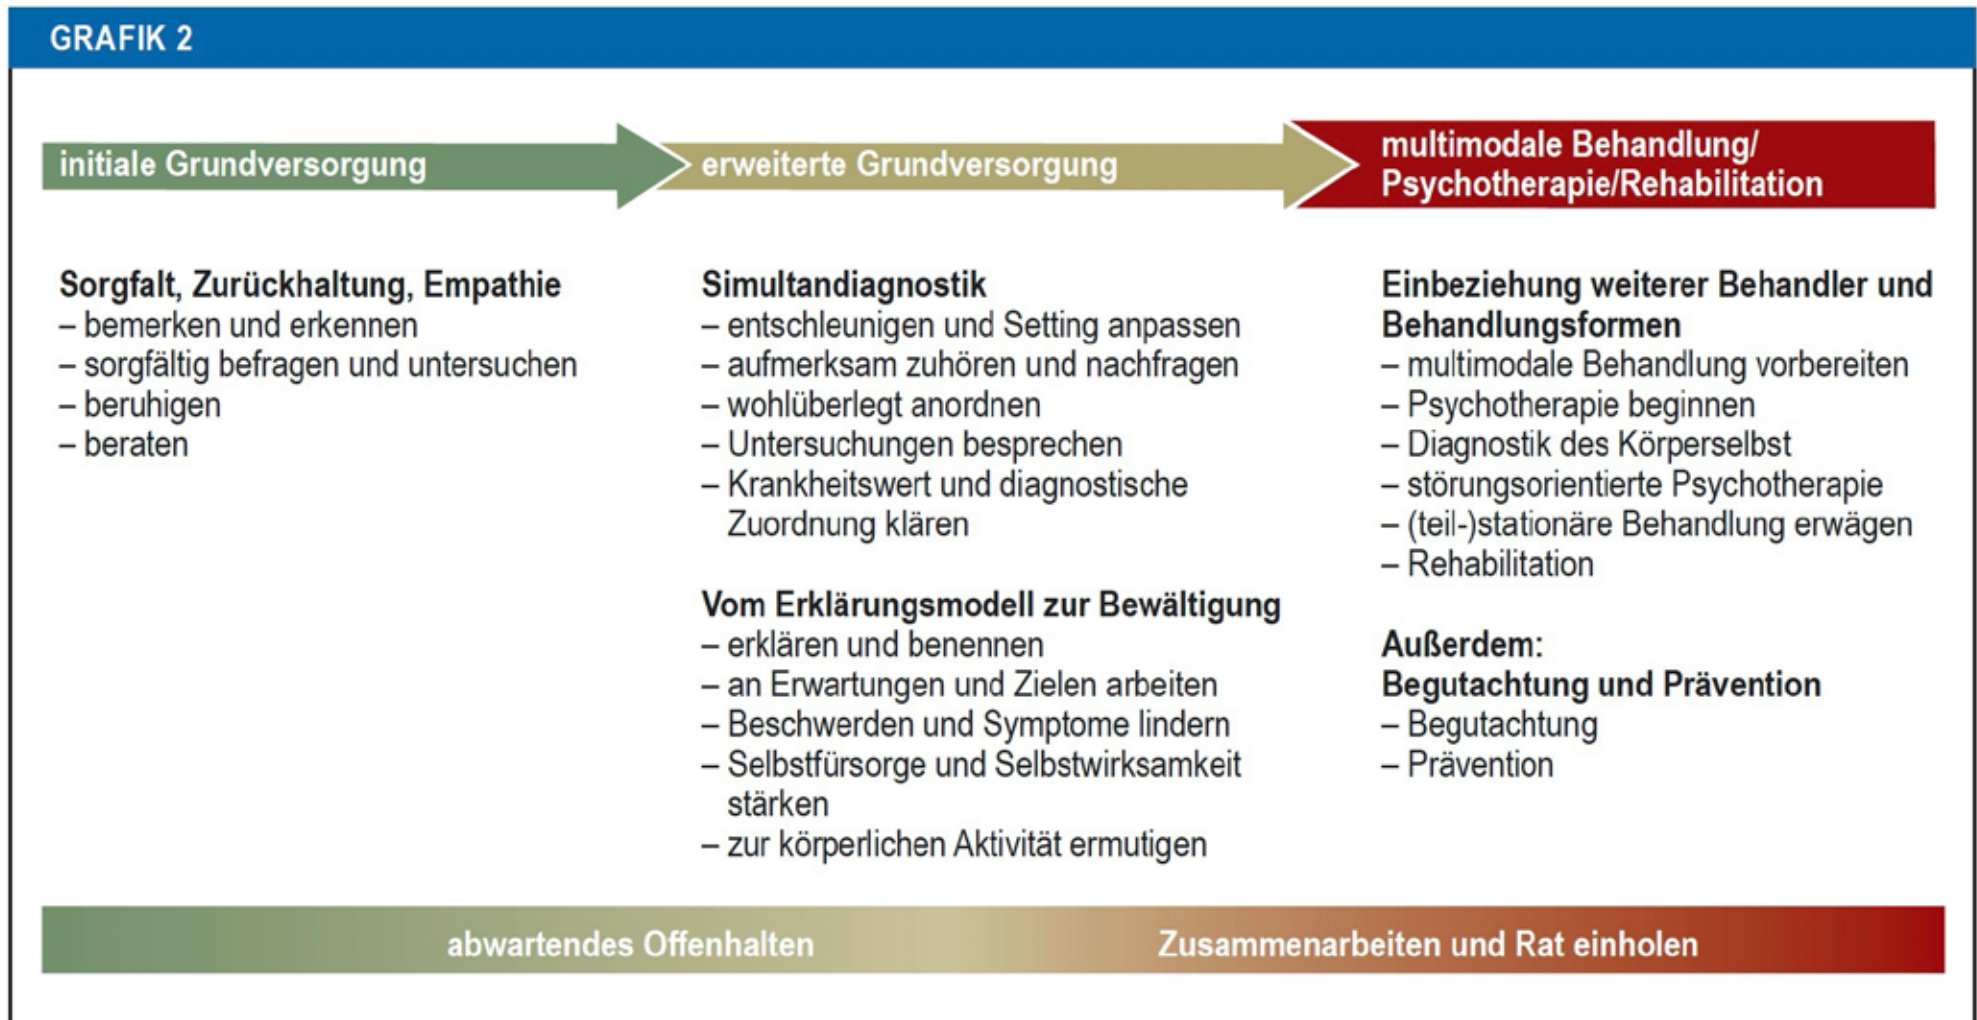 GRAFIK 2
initiale Grundversorgung
erweiterte Grundversorgung
multimodale Behandlung/
Psychotherapie/Rehabilitation
Sorgfalt, Zurückhaltung, Empathie
– bemerken und erkennen
– sorgfältig befragen und untersuchen
– beruhigen
– beraten
Simultandiagnostik
– entschleunigen und Setting anpassen
– aufmerksam zuhören und nachfragen
– wohlüberlegt anordnen
– Untersuchungen besprechen
– Krankheitswert und diagnostische
Zuordnung klären
Vom Erklärungsmodell zur Bewältigung
– erklären und benennen
– an Erwartungen und Zielen arbeiten
– Beschwerden und Symptome lindern
– Selbstfürsorge und Selbstwirksamkeit
stärken
– zur körperlichen Aktivität ermutigen
Einbeziehung weiterer Behandler und
Behandlungsformen
– multimodale Behandlung vorbereiten
– Psychotherapie beginnen
– Diagnostik des Körperselbst
– störungsorientierte Psychotherapie
– (teil-)stationäre Behandlung erwägen
– Rehabilitation
Außerdem:
Begutachtung und Prävention
– Begutachtung
– Prävention
abwartendes Offenhalten
Zusammenarbeiten und Rat einholen